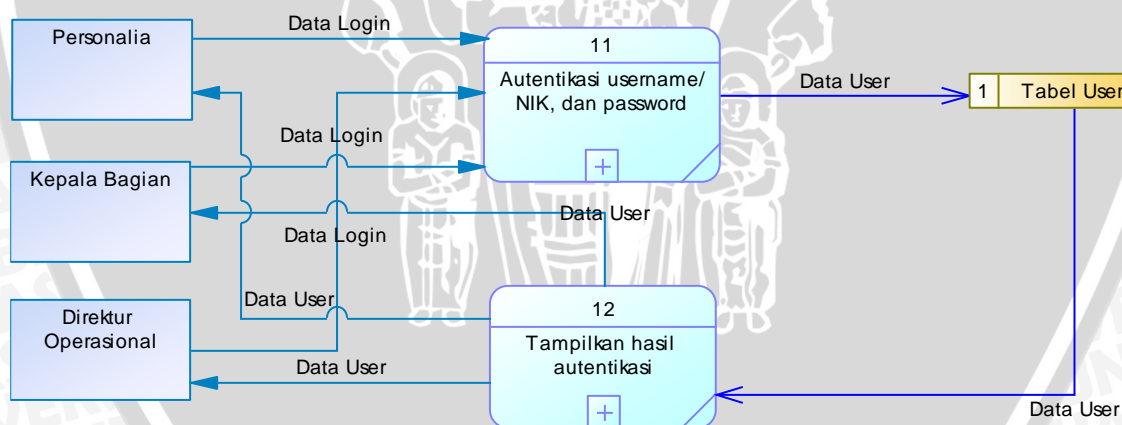 Data Login
Personalia
11
Autentikasi username/
NIK, dan password
Data User
1
Tabel User
Data Login
Kepala Bagian
Data User
Data Login
Data User
Direktur
Operasional
12
Tampilkan hasil
autentikasi
Data User
Data User